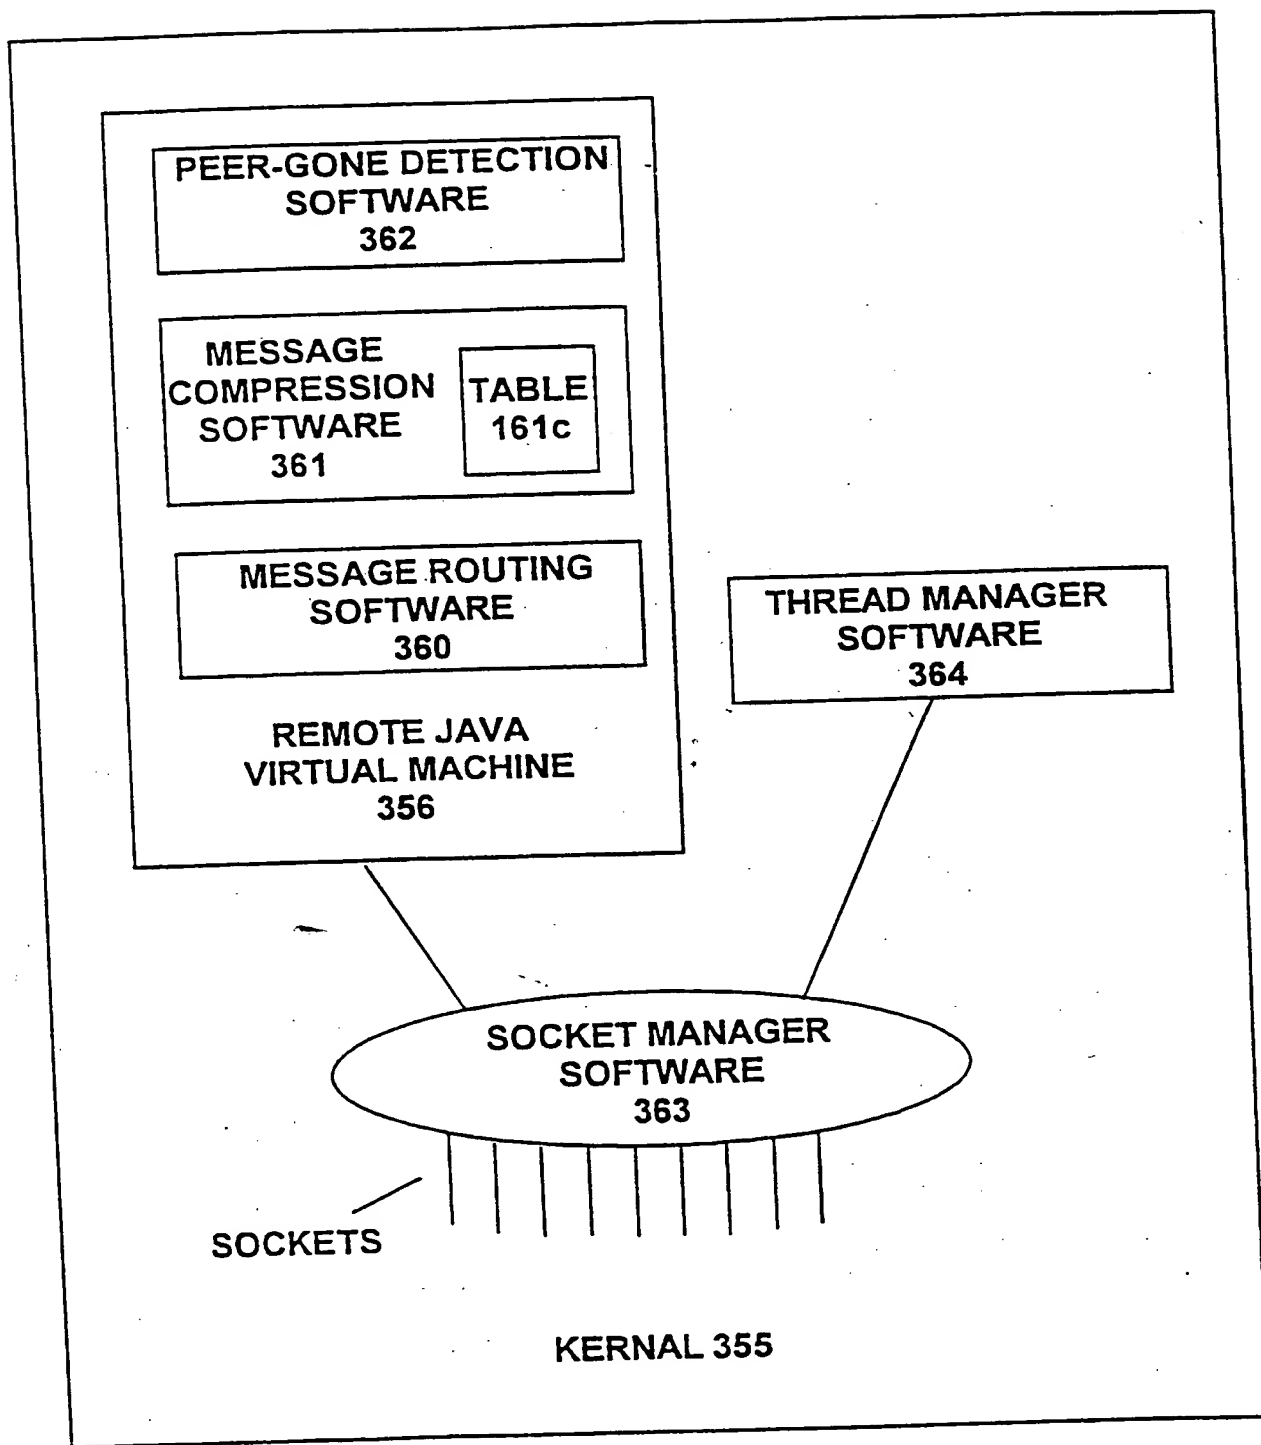 PEER-GONE DETECTION
SOFTWARE
362
MESSAGE
COMPRESSION
SOFTWARE
361
TABLE
161c
MESSAGE ROUTING
SOFTWARE
360
REMOTE JAVA
VIRTUAL MACHINE
356
THREAD MANAGER
SOFTWARE
364
SOCKET MANAGER
SOFTWARE
363
SOCKETS
KERNAL 355